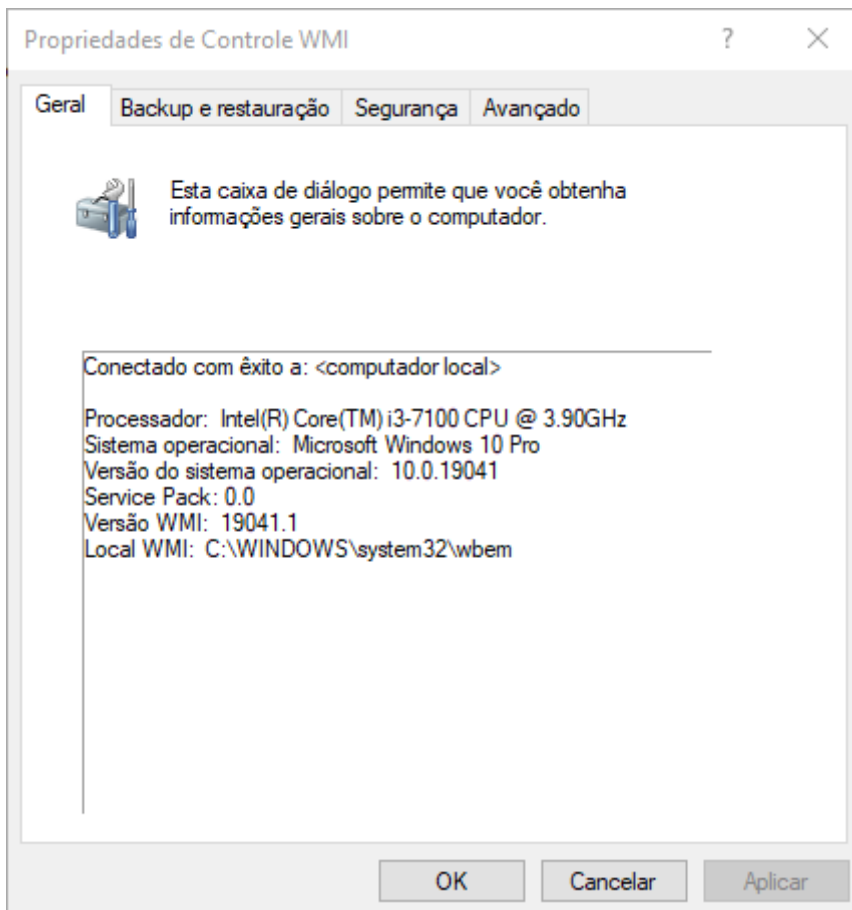 Propriedades de Controle WMI
Geral Backup e restauração Segurança Avançado
Esta caixa de diálogo permite que você obtenha
informações gerais sobre o computador.
Conectado com êxito a: <computador local>
Processador: Intel(R) Core(TM) i3-7100 CPU @ 3.90GHz
Sistema operacional: Microsoft Windows 10 Pro
Versão do sistema operacional: 10.0.19041
Service Pack: 0.0
Versão WMI: 19041.1
Local WMI: C:\WINDOWS\system32\wbem
OK Cancelar Aplicar